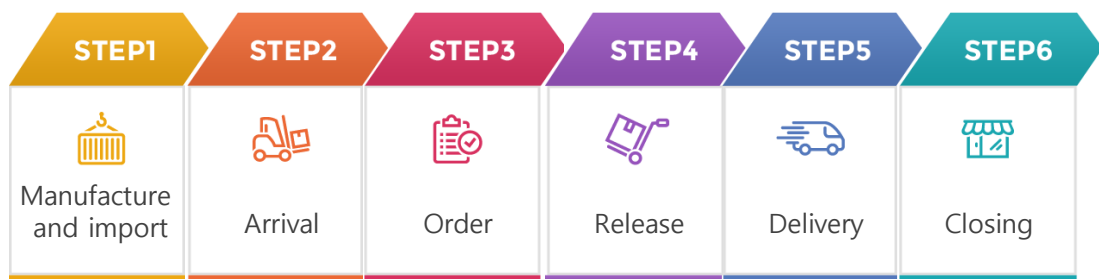 STEP1
STEP2
STEP3
STEP4
STEP5
STEP6
Manufacture
and import
Arrival
Order
Release
Delivery
Closing